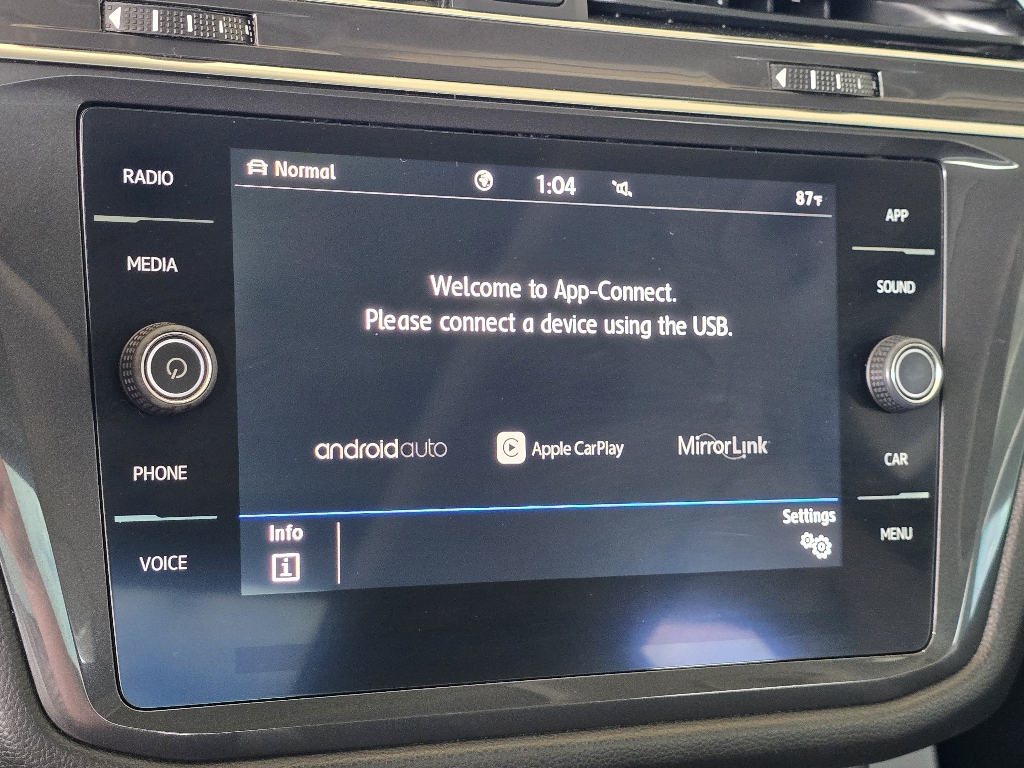 Normal 1:04 87°F
RADIO
MEDIA
PHONE
VOICE
Welcome to App-Connect.
Please connect a device using the USB.
androidauto Apple CarPlay MirrorLink
Info Settings
i
APP
SOUND
CAR
MENU